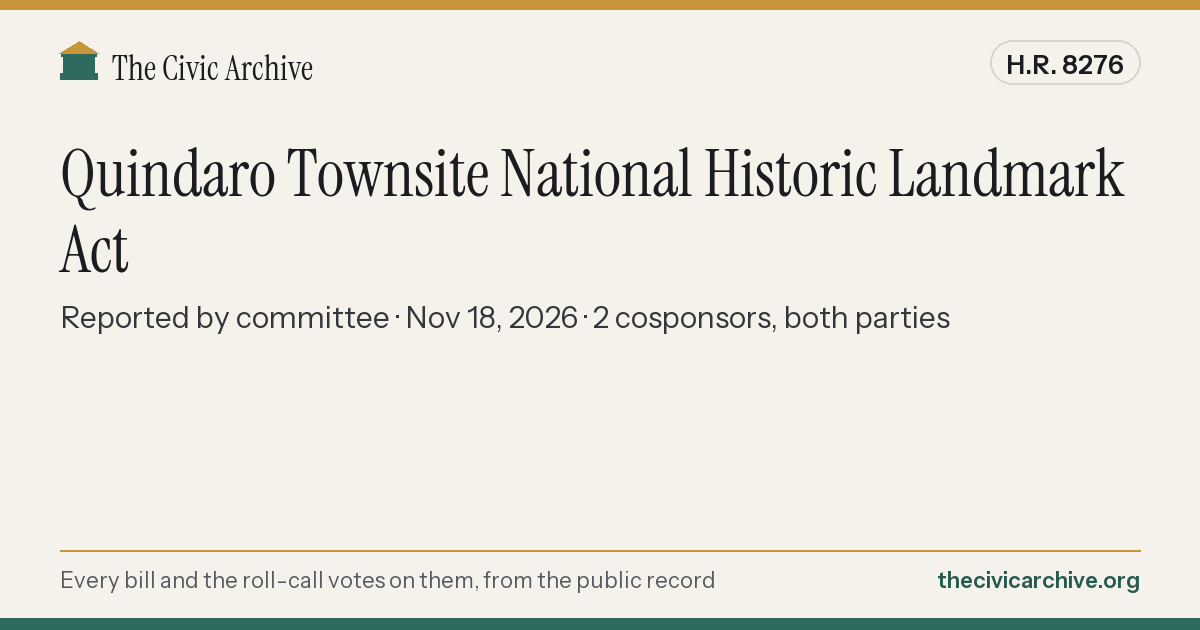 The Civic Archive
H.R. 8276
Quindaro Townsite National Historic Landmark
Act
Reported by committee · Nov 18, 2026 · 2 cosponsors, both parties
Every bill and the roll-call votes on them, from the public record
thecivicarchive.org